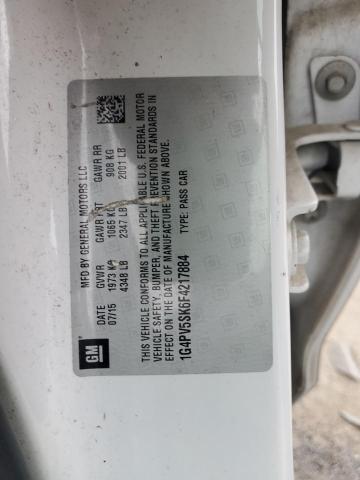 GM
MFD BY GENERAL MOTORS LLC
DATE GVWR GAWR FRT GAWR RR
07/15 1973 KG 1065 KG 908 KG
4348 LB 2347 LB 2001 LB
THIS VEHICLE CONFORMS TO ALL APPLICABLE U.S. FEDERAL MOTOR
VEHICLE SAFETY, BUMPER, AND THEFT PREVENTION STANDARDS IN
EFFECT ON THE DATE OF MANUFACTURE SHOWN ABOVE.
1G4PV5SK6F4217884 TYPE: PASS CAR